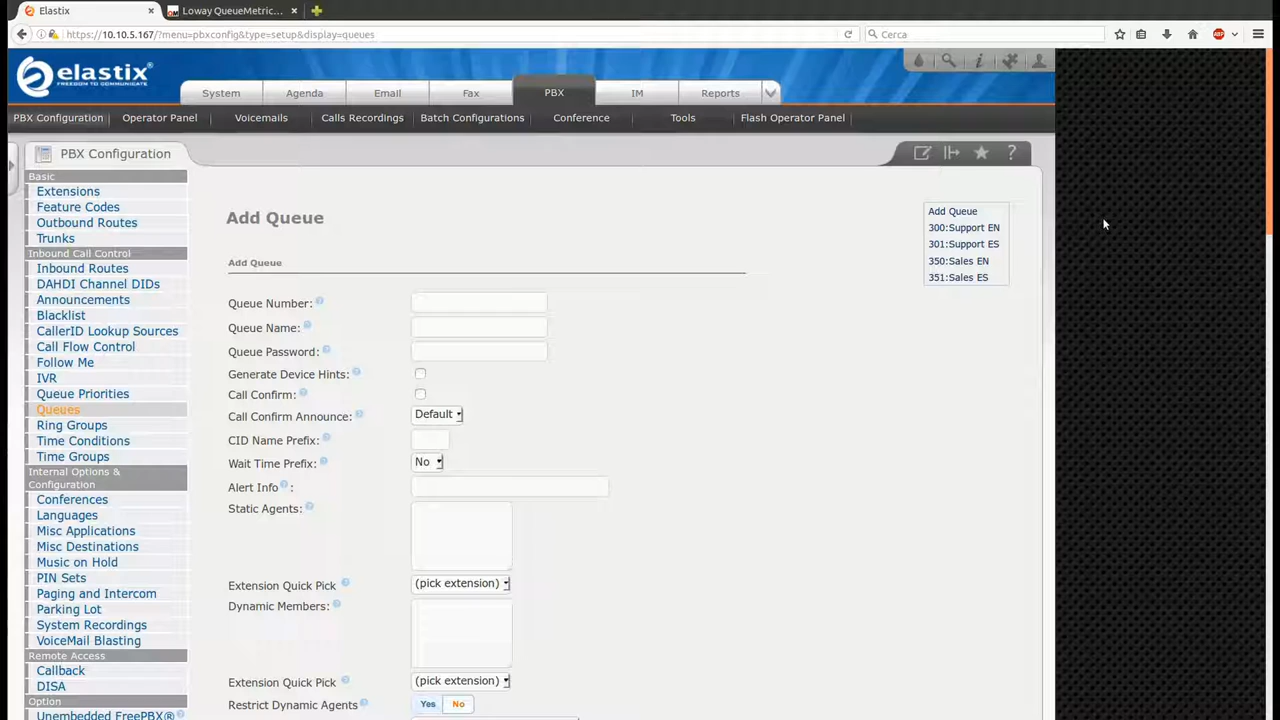 Elastix
Loway QueueMetric...
https://10.10.5.167/?menu=pbxconfig&type=setup&display=queues
Cerca
ABP
elastix
FREEDOM TO COMMUNICATE
System
Agenda
Email
Fax
PBX
IM
Reports
PBX Configuration
Operator Panel
Voicemails
Calls Recordings
Batch Configurations
Conference
Tools
Flash Operator Panel
PBX Configuration
Basic
Extensions
Feature Codes
Outbound Routes
Trunks
Inbound Call Control
Inbound Routes
DAHDI Channel DIDs
Announcements
Blacklist
CallerID Lookup Sources
Call Flow Control
Follow Me
IVR
Queue Priorities
Queues
Ring Groups
Time Conditions
Time Groups
Internal Options &
Configuration
Conferences
Languages
Misc Applications
Misc Destinations
Music on Hold
PIN Sets
Paging and Intercom
Parking Lot
System Recordings
VoiceMail Blasting
Remote Access
Callback
DISA
Option
Unembedded FreePBX®
Add Queue
Add Queue
Queue Number:
Queue Name:
Queue Password:
Generate Device Hints:
Call Confirm:
Call Confirm Announce: Default
CID Name Prefix:
Wait Time Prefix: No
Alert Info :
Static Agents:
Extension Quick Pick (pick extension)
Dynamic Members:
Extension Quick Pick (pick extension)
Restrict Dynamic Agents Yes No
Add Queue
300:Support EN
301:Support ES
350:Sales EN
351:Sales ES